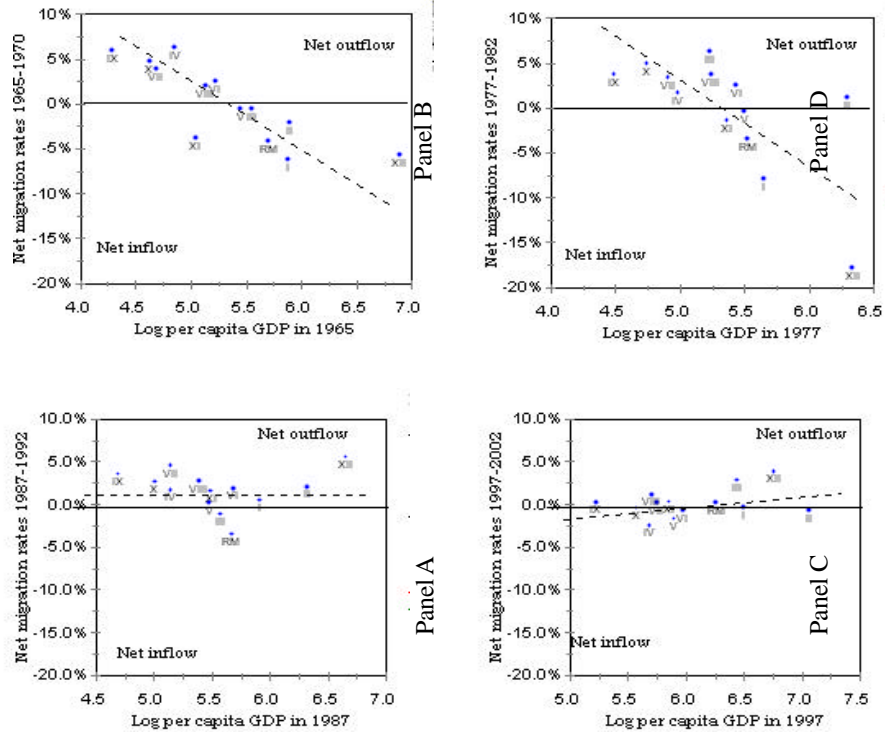 Net migration rates 1965-1970
10%
5%
0%
-5%
-10%
-15%
-20%
Net outflow
IX
X
VII
IV
VI
XI
V
II
RM
I
XII
Net inflow
4.0 4.5 5.0 5.5 6.0 6.5 7.0
Log per capita GDP in 1965
Panel B
Net migration rates 1977-1982
10%
5%
0%
-5%
-10%
-15%
-20%
Net outflow
IX
X
VII
IV
VI
XI
V
RM
I
XII
Net inflow
4.0 4.5 5.0 5.5 6.0 6.5
Log per capita GDP in 1977
Panel D
Net migration rates 1987-1992
10.0%
5.0%
0.0%
-5.0%
-10.0%
-15.0%
-20.0%
Net outflow
IX
X
VII
IV
V
RM
I
XII
Net inflow
4.5 5.0 5.5 6.0 6.5 7.0
Log per capita GDP in 1987
Panel A
Net migration rates 1997-2002
10.0%
5.0%
0.0%
-5.0%
-10.0%
-15.0%
-20.0%
Net outflow
IX
X
IV
V
VI
RM
I
II
Net inflow
5.0 5.5 6.0 6.5 7.0 7.5
Log per capita GDP in 1997
Panel C